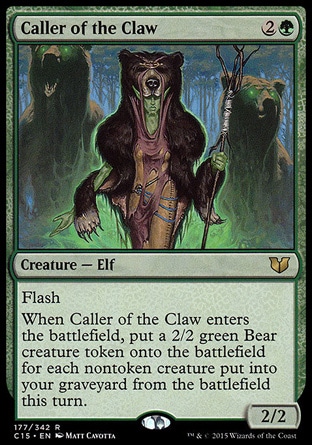 Caller of the Claw 2
Creature — Elf
Flash
When Caller of the Claw enters
the battlefield, put a 2/2 green Bear
creature token onto the battlefield
for each nontoken creature put into
your graveyard from the battlefield
this turn.
2/2
177/342 R
C15 • EN Matt Cavotta
™ & © 2015 Wizards of the Coast